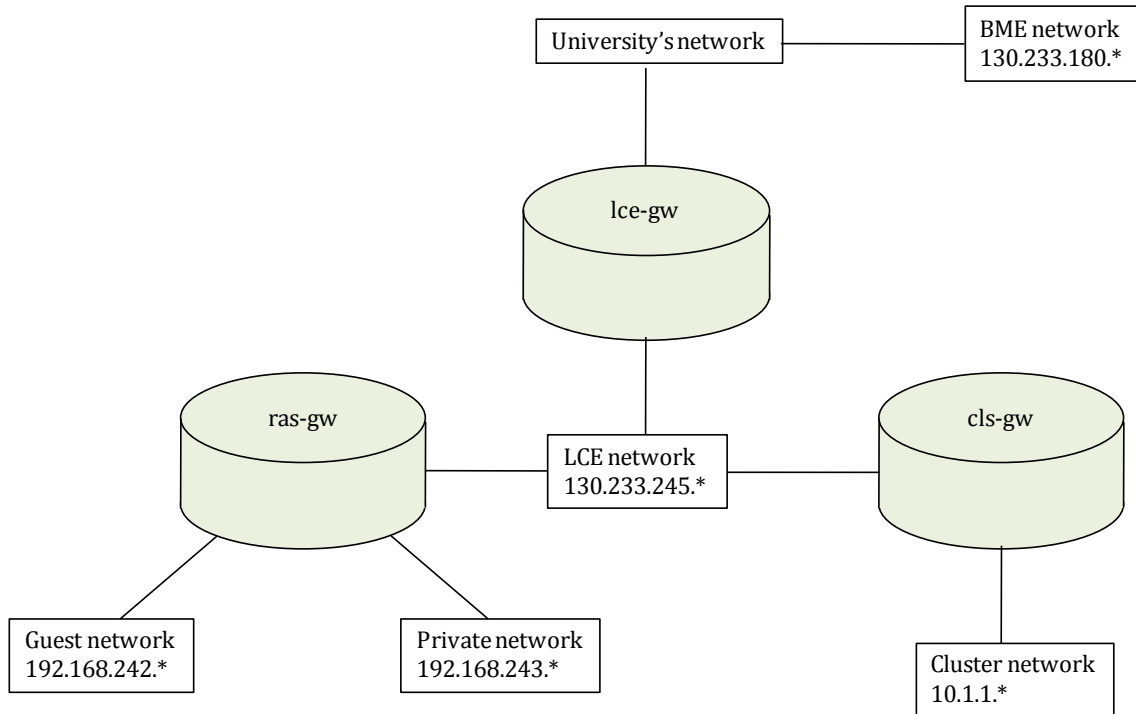 University's network
BME network
130.233.180.*
lce-gw
ras-gw
cls-gw
LCE network
130.233.245.*
Guest network
192.168.242.*
Private network
192.168.243.*
Cluster network
10.1.1.*